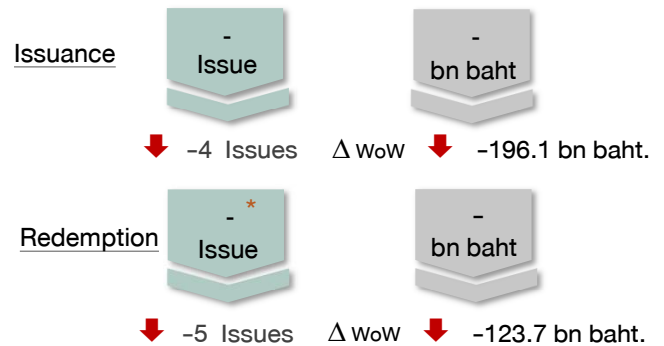 Issuance
-
Issue
-
bn baht
-4 Issues Δ WoW -196.1 bn baht.
Redemption
- *
Issue
-
bn baht
-5 Issues Δ WoW -123.7 bn baht.